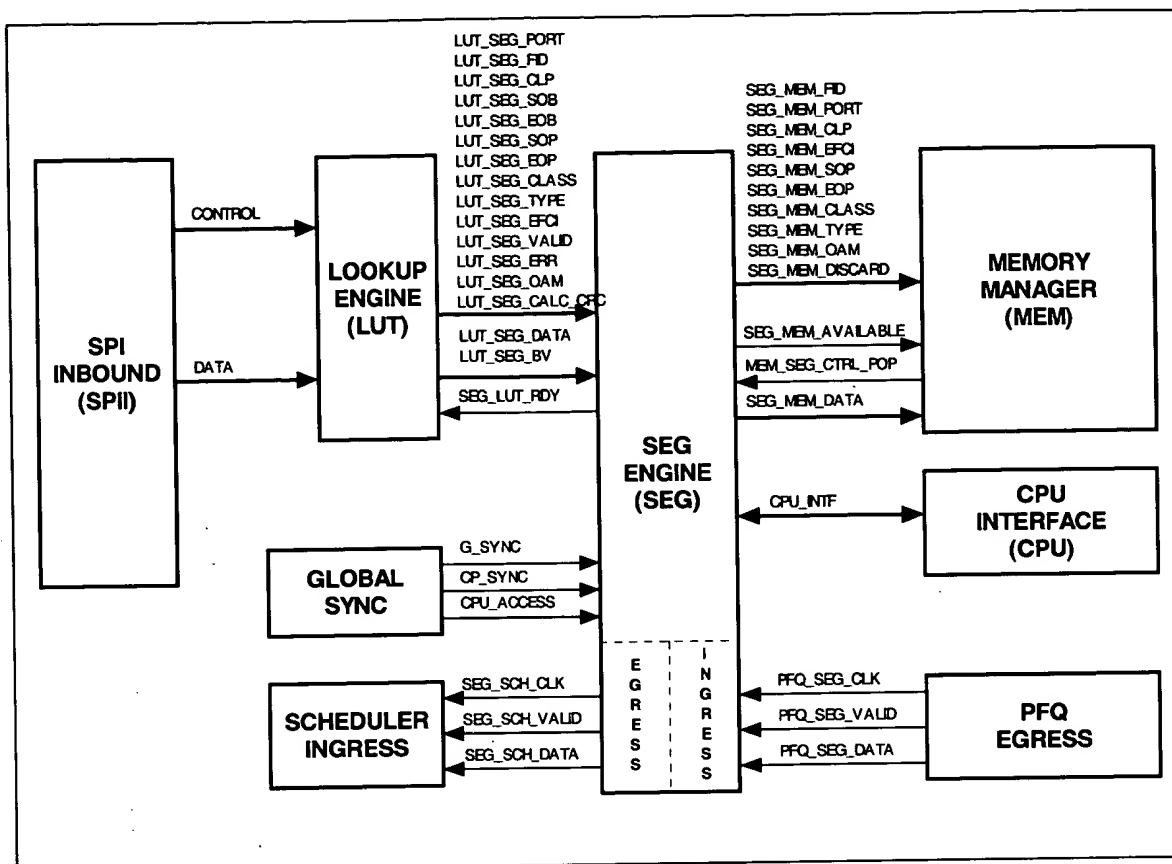 LUT_SEG_PORT
LUT_SEG_FID
LUT_SEG_CLP
LUT_SEG_SOB
LUT_SEG_EOB
LUT_SEG_SOP
LUT_SEG_EOP
LUT_SEG_CLASS
LUT_SEG_TYPE
LUT_SEG_EFCI
LUT_SEG_VALID
LUT_SEG_ERR
LUT_SEG_OAM
LUT_SEG_CALC_CFC
LUT_SEG_DATA
LUT_SEG_BV
SEG_LUT_RDY
SEG_MEM_FID
SEG_MEM_PORT
SEG_MEM_CLP
SEG_MEM_EFCI
SEG_MEM_SOP
SEG_MEM_EOP
SEG_MEM_CLASS
SEG_MEM_TYPE
SEG_MEM_OAM
SEG_MEM_DISCARD
SEG_MEM_AVAILABLE
MEM_SEG_CTRL_POP
SEG_MEM_DATA
CONTROL
DATA
SPI
INBOUND
(SPII)
LOOKUP
ENGINE
(LUT)
SEG
ENGINE
(SEG)
MEMORY
MANAGER
(MEM)
CPU_INTF
CPU
INTERFACE
(CPU)
GLOBAL
SYNC
G_SYNC
CP_SYNC
CPU_ACCESS
EGRESS
INGRESS
SCHEDULER
INGRESS
SEG_SCH_CLK
SEG_SCH_VALID
SEG_SCH_DATA
PFQ_SEG_CLK
PFQ_SEG_VALID
PFQ_SEG_DATA
PFQ
EGRESS